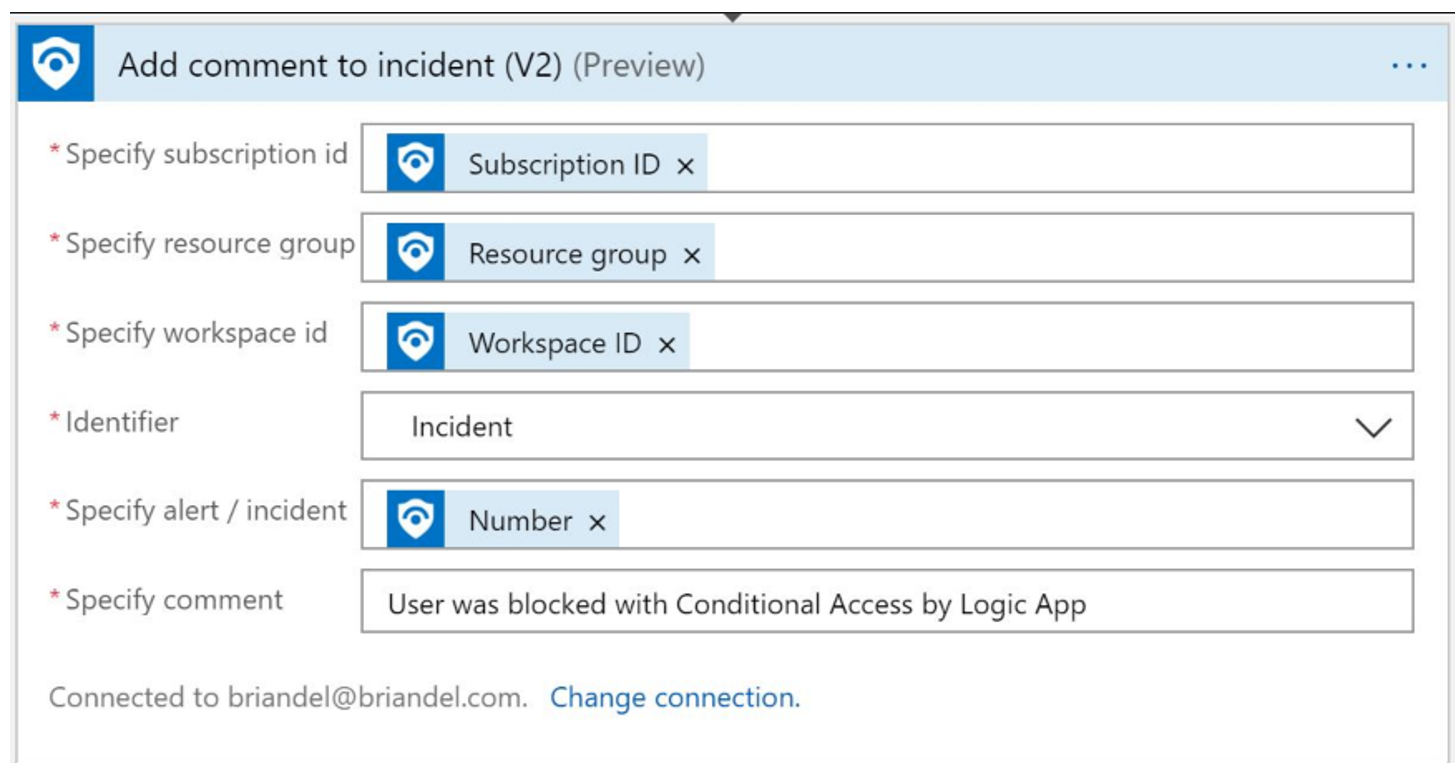 Add comment to incident (V2) (Preview) ...
* Specify subscription id Subscription ID ×
* Specify resource group Resource group ×
* Specify workspace id Workspace ID ×
* Identifier Incident
* Specify alert / incident Number ×
* Specify comment User was blocked with Conditional Access by Logic App
Connected to briandel@briandel.com. Change connection.